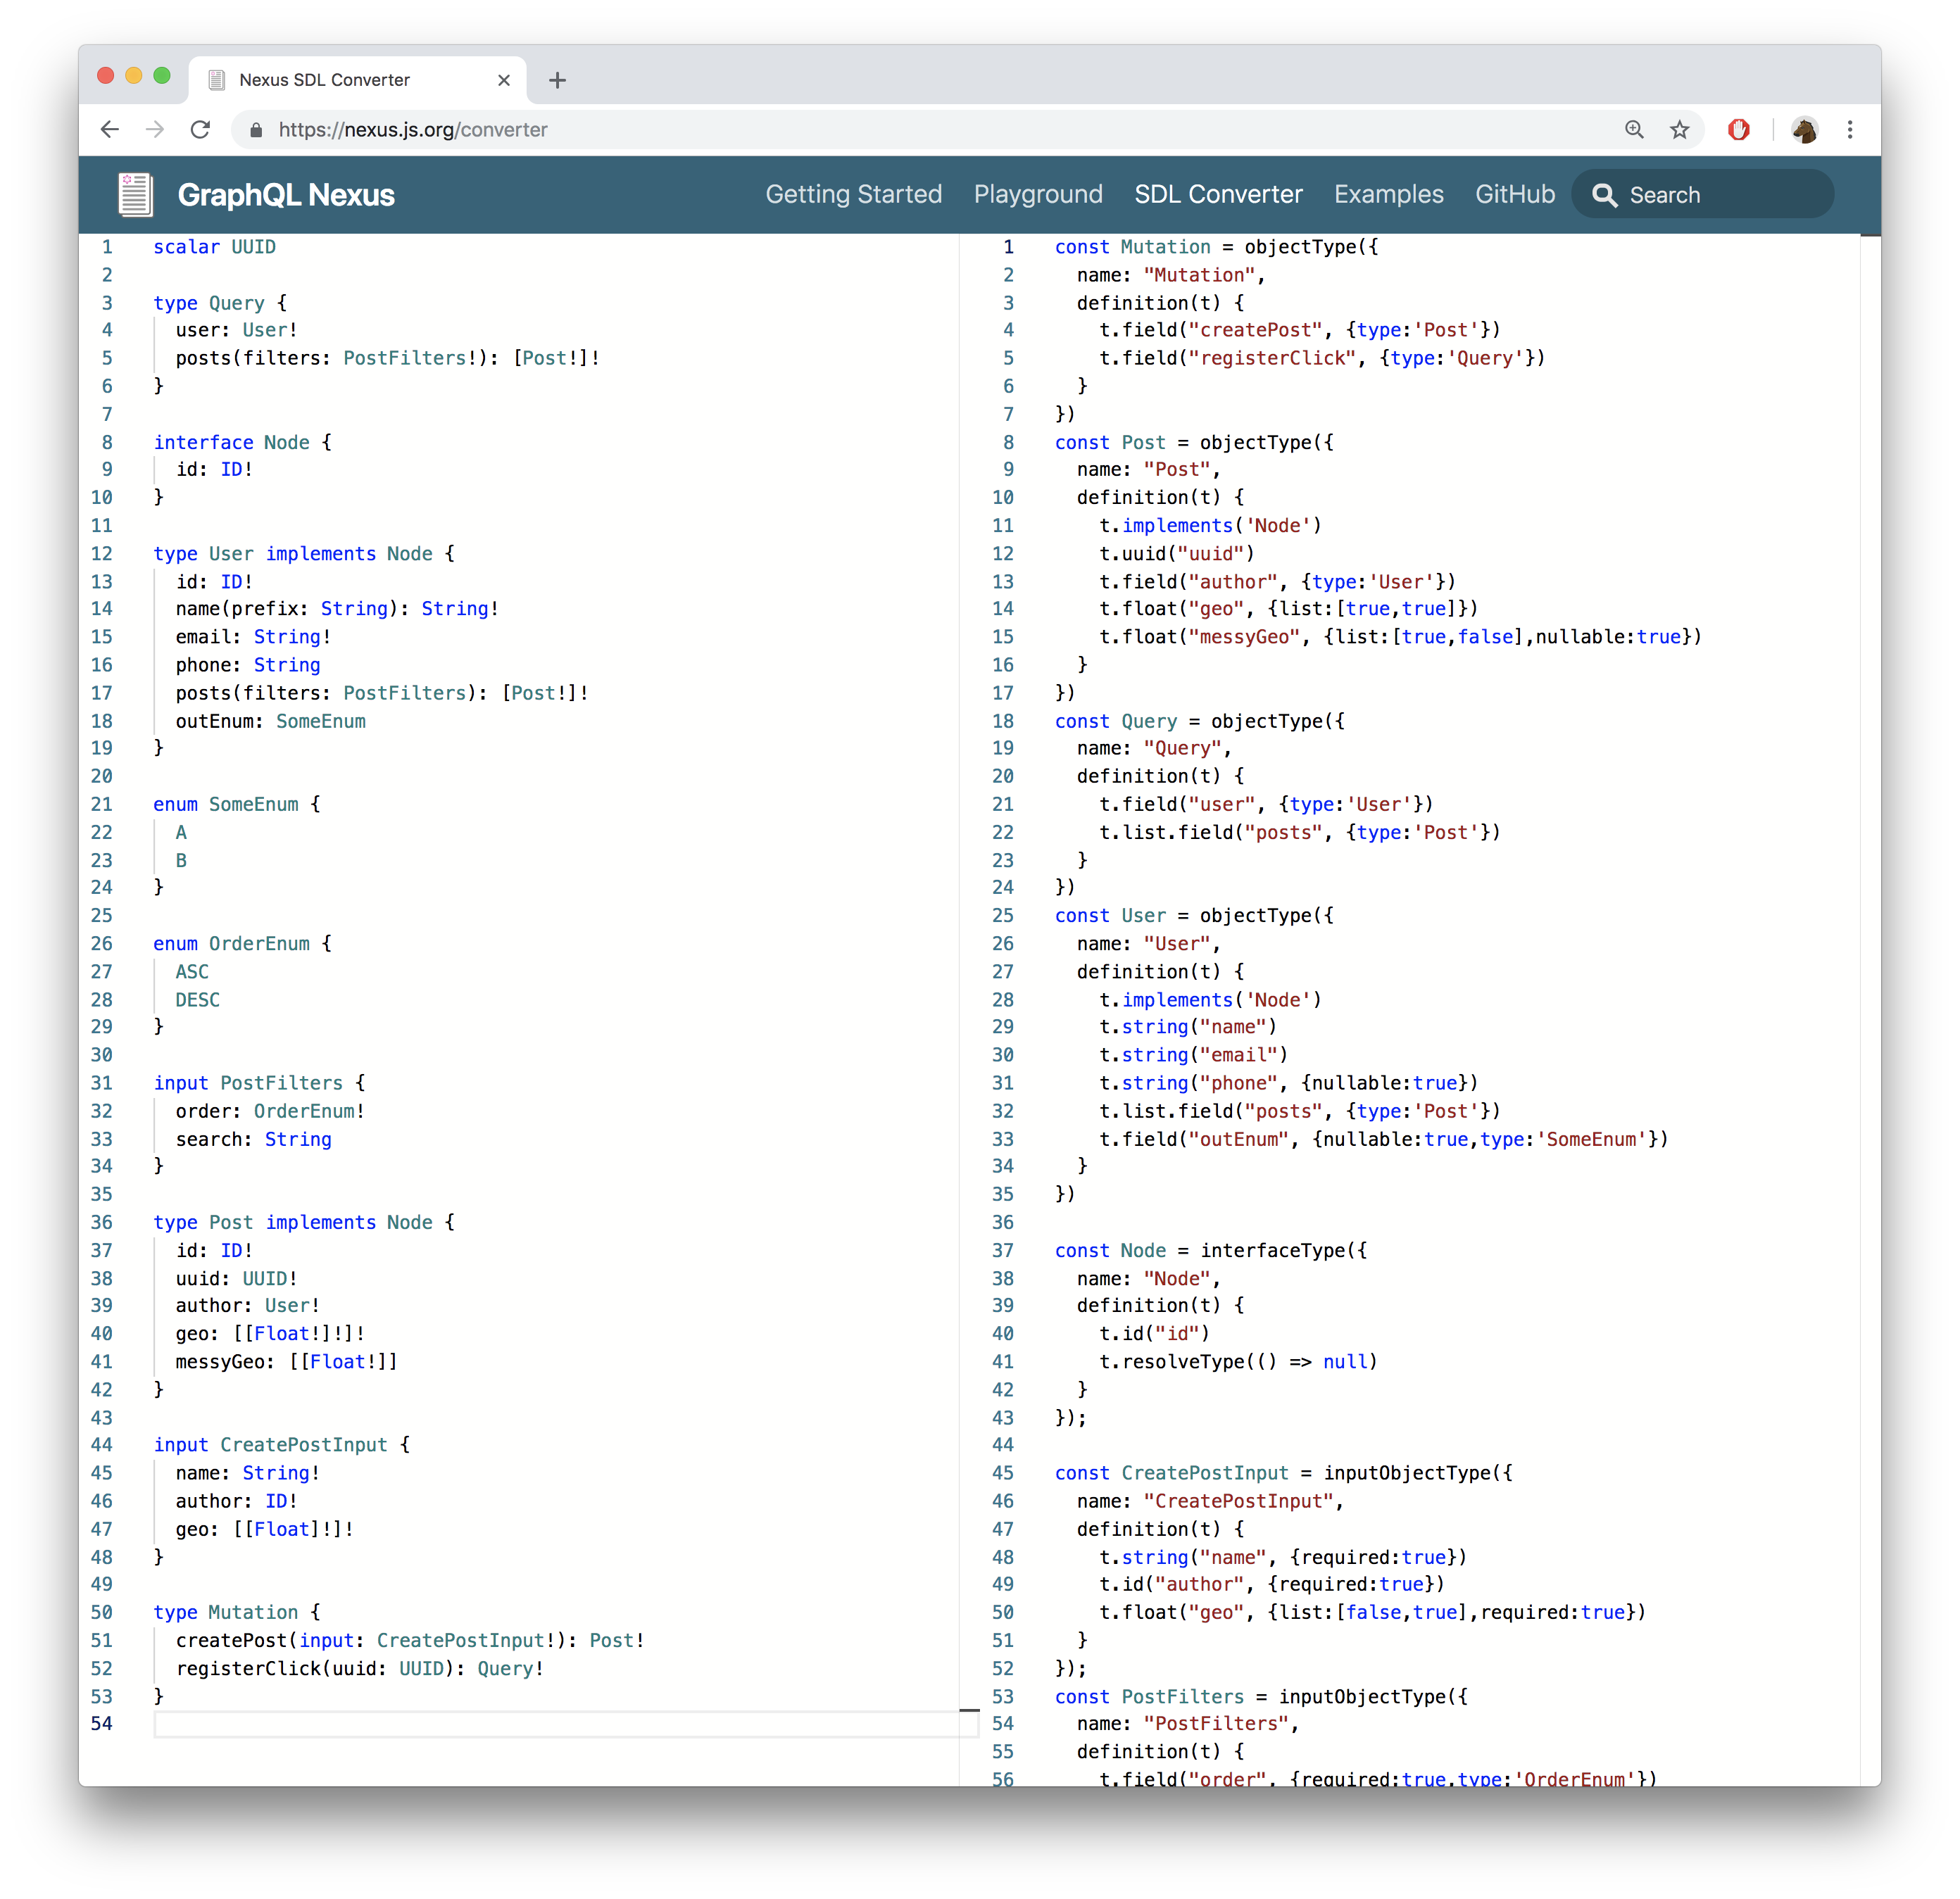 Nexus SDL Converter
https://nexus.js.org/converter
GraphQL Nexus
Getting Started
Playground
SDL Converter
Examples
GitHub
Search
1 scalar UUID
2
3 type Query {
4 user: User!
5 posts(filters: PostFilters!): [Post!]!
6 }
7
8 interface Node {
9 id: ID!
10 }
11
12 type User implements Node {
13 id: ID!
14 name(prefix: String): String!
15 email: String!
16 phone: String
17 posts(filters: PostFilters): [Post!]!
18 outEnum: SomeEnum
19 }
20
21 enum SomeEnum {
22 A
23 B
24 }
25
26 enum OrderEnum {
27 ASC
28 DESC
29 }
30
31 input PostFilters {
32 order: OrderEnum!
33 search: String
34 }
35
36 type Post implements Node {
37 id: ID!
38 uuid: UUID!
39 author: User!
40 geo: [[Float!]!]!
41 messyGeo: [[Float!]]
42 }
43
44 input CreatePostInput {
45 name: String!
46 author: ID!
47 geo: [[Float]!]!
48 }
49
50 type Mutation {
51 createPost(input: CreatePostInput!): Post!
52 registerClick(uuid: UUID): Query!
53 }
54
1 const Mutation = objectType({
2 name: "Mutation",
3 definition(t) {
4 t.field("createPost", {type:'Post'})
5 t.field("registerClick", {type:'Query'})
6 }
7 })
8 const Post = objectType({
9 name: "Post",
10 definition(t) {
11 t.implements('Node')
12 t.uuid("uuid")
13 t.field("author", {type:'User'})
14 t.float("geo", {list:[true,true]})
15 t.float("messyGeo", {list:[true,false],nullable:true})
16 }
17 })
18 const Query = objectType({
19 name: "Query",
20 definition(t) {
21 t.field("user", {type:'User'})
22 t.list.field("posts", {type:'Post'})
23 }
24 })
25 const User = objectType({
26 name: "User",
27 definition(t) {
28 t.implements('Node')
29 t.string("name")
30 t.string("email")
31 t.string("phone", {nullable:true})
32 t.list.field("posts", {type:'Post'})
33 t.field("outEnum", {nullable:true,type:'SomeEnum'})
34 }
35 })
36
37 const Node = interfaceType({
38 name: "Node",
39 definition(t) {
40 t.id("id")
41 t.resolveType(() => null)
42 }
43 });
44
45 const CreatePostInput = inputObjectType({
46 name: "CreatePostInput",
47 definition(t) {
48 t.string("name", {required:true})
49 t.id("author", {required:true})
50 t.float("geo", {list:[false,true],required:true})
51 }
52 });
53 const PostFilters = inputObjectType({
54 name: "PostFilters",
55 definition(t) {
56 t.field("order", {required:true,type:'OrderEnum'})